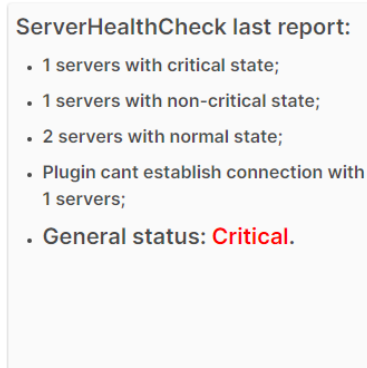 ServerHealthCheck last report:
1 servers with critical state;
1 servers with non-critical state;
2 servers with normal state;
Plugin cant establish connection with
1 servers;
General status: Critical.